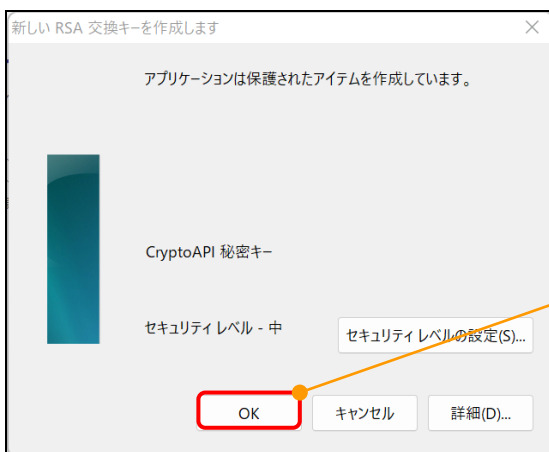 新しい RSA 交換キーを作成します
アプリケーションは保護されたアイテムを作成しています。
CryptoAPI 秘密キー
セキュリティ レベル - 中
セキュリティ レベルの設定(S)...
OK
キャンセル
詳細(D)...